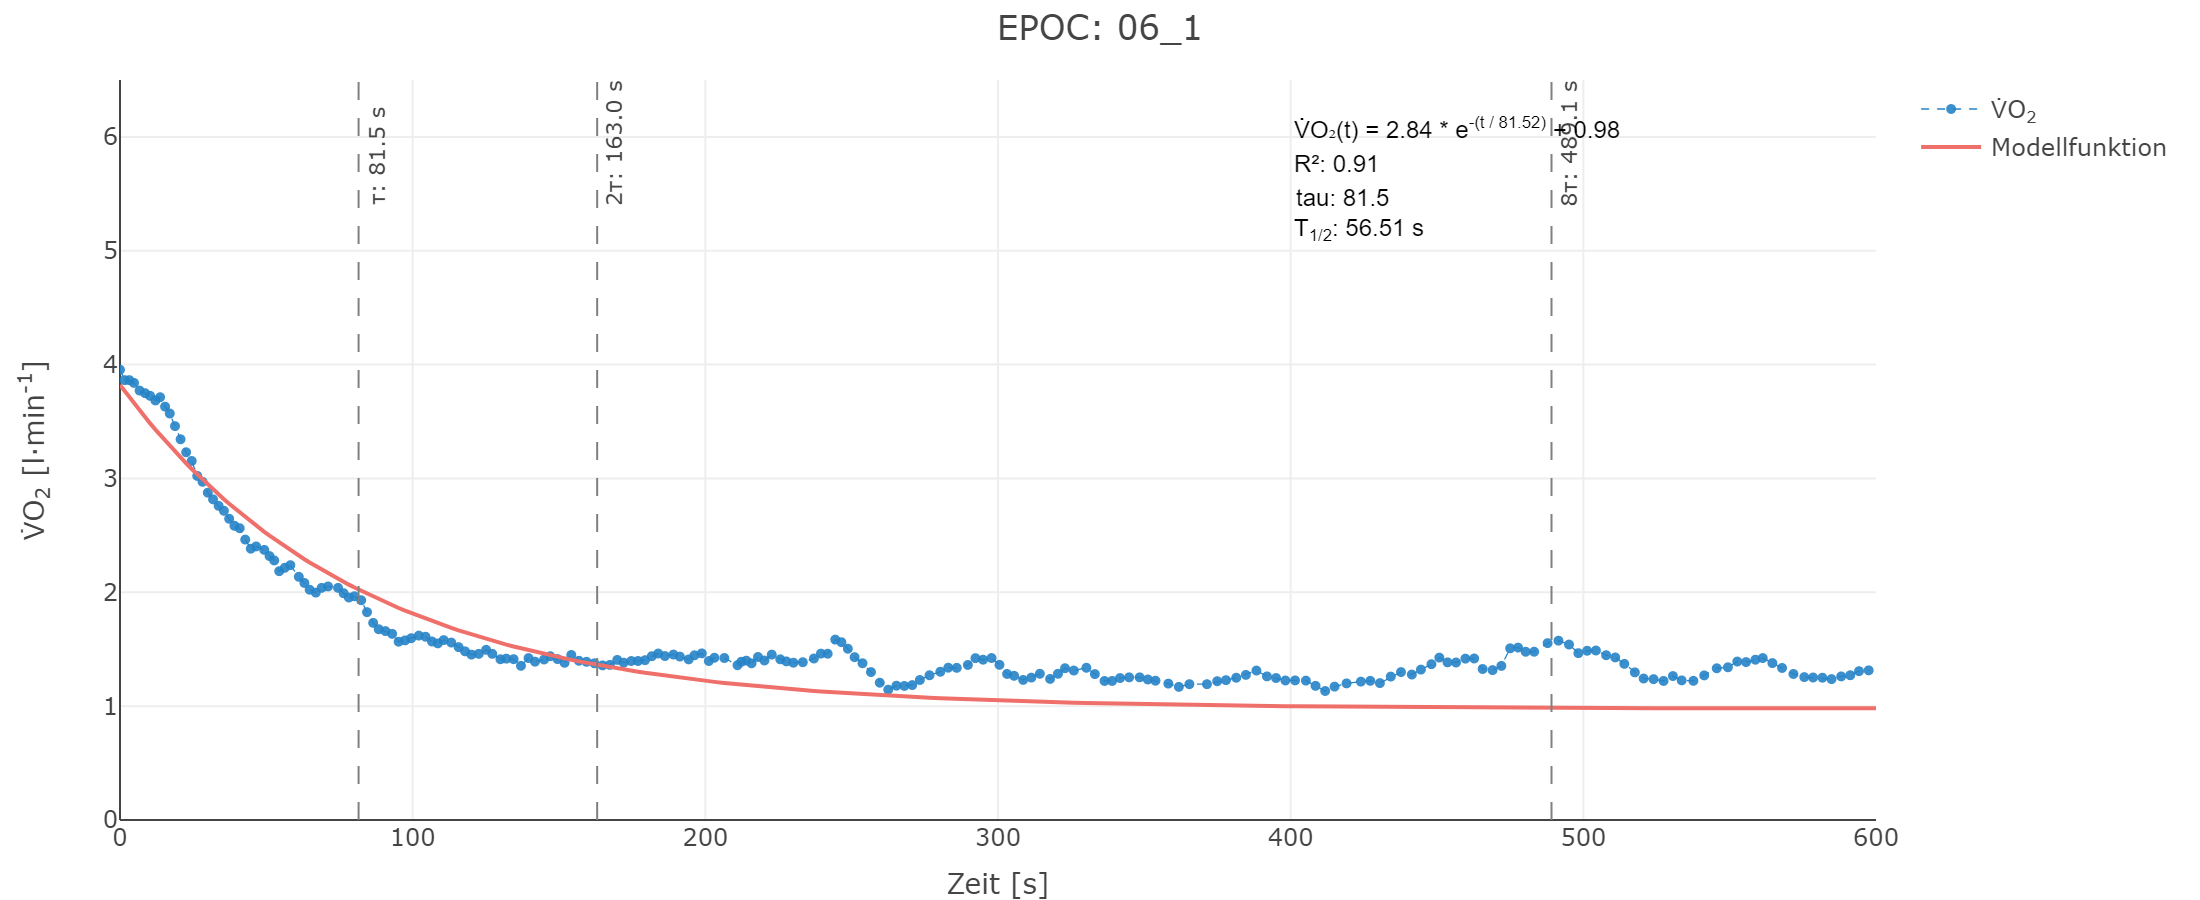 EPOC: 06_1
τ: 81.5 s
2τ: 163.0 s
8τ: 489.1 s
V̇O₂(t) = 2.84 * e^-(t / 81.52) + 0.98
R²: 0.91
tau: 81.5
T1/2: 56.51 s
V̇O₂
Modellfunktion
6
5
4
3
2
1
0
V̇O₂ [l·min⁻¹]
0 100 200 300 400 500 600
Zeit [s]